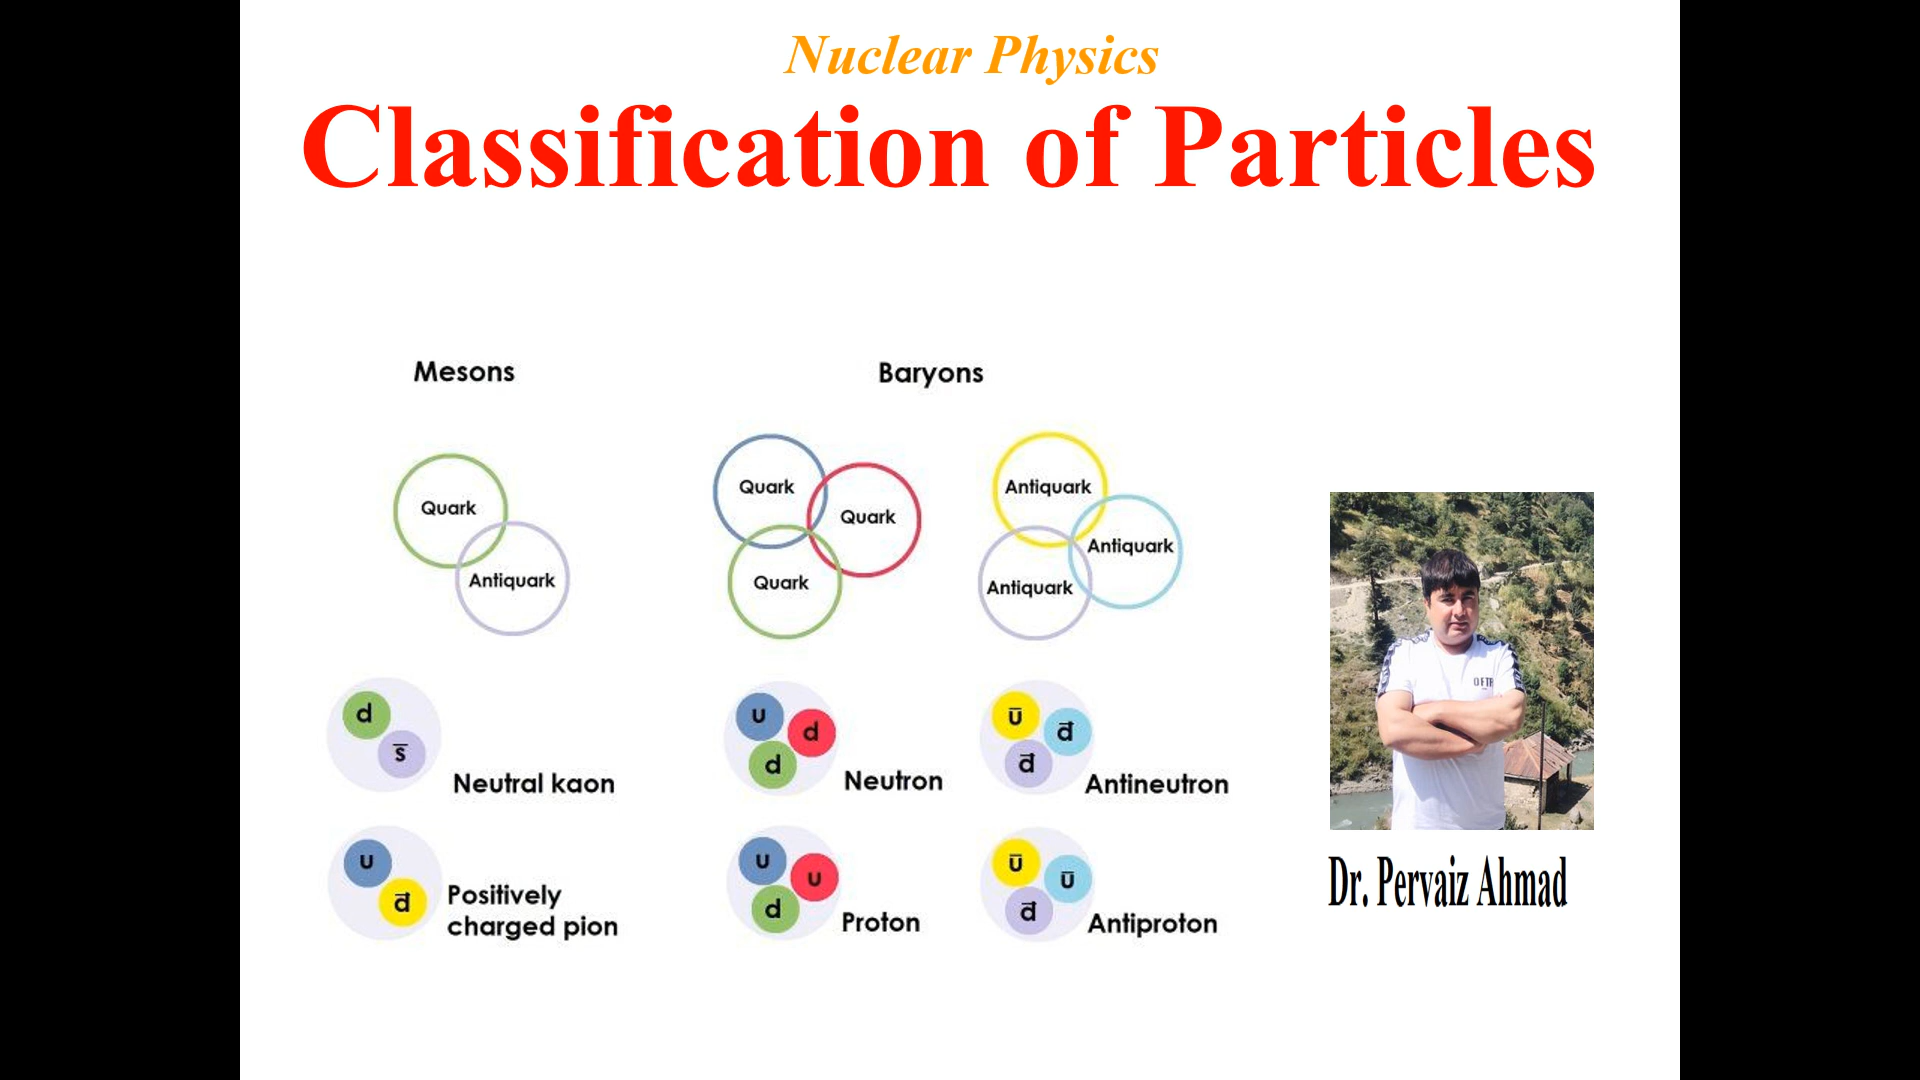 Nuclear Physics
Classification of Particles
Mesons
Baryons
Quark
Antiquark
Quark
Quark
Quark
Antiquark
Antiquark
Antiquark
d
s̅
Neutral kaon
u
d
d
Neutron
u̅
d̅
d̅
Antineutron
u
d̅
Positively
charged pion
u
u
d
Proton
u̅
u̅
d̅
Antiproton
OFTR
Dr. Pervaiz Ahmad